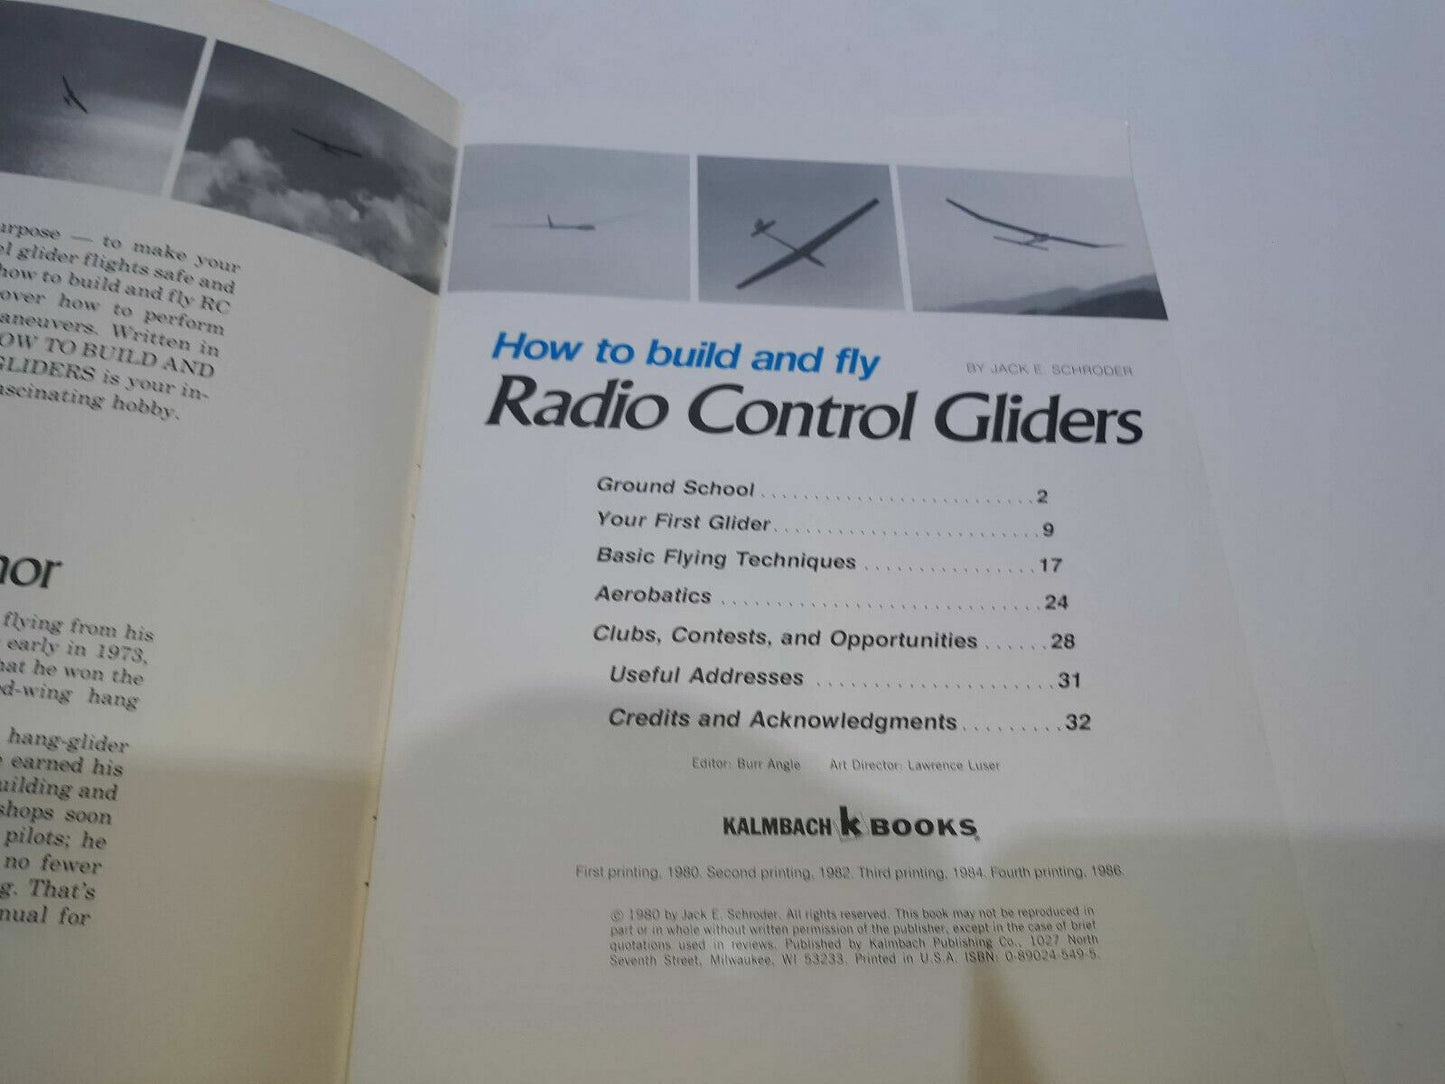 urpose — to make your
glider flights safe and
how to build and fly RC
over how to perform
aneuvers. Written in
OW TO BUILD AND
GLIDERS is your in-
ascinating hobby.
hor
flying from his
early in 1973,
hat he won the
ed-wing hang
hang-glider
earned his
uilding and
shops soon
pilots; he
no fewer
g. That's
nual for
How to build and fly
BY JACK E. SCHRODER
Radio Control Gliders
Ground School . . . . . . . . . . . . . . . . . . . . . . . . . . 2
Your First Glider . . . . . . . . . . . . . . . . . . . . . . . . . 9
Basic Flying Techniques . . . . . . . . . . . . . . . . 17
Aerobatics . . . . . . . . . . . . . . . . . . . . . . . . . . . . . 24
Clubs, Contests, and Opportunities . . . . . . 28
Useful Addresses . . . . . . . . . . . . . . . . . . . . . . 31
Credits and Acknowledgments . . . . . . . . . 32
Editor: Burr Angle Art Director: Lawrence Luser
KALMBACH k BOOKS
First printing, 1980. Second printing, 1982. Third printing, 1984. Fourth printing, 1986.
© 1980 by Jack E. Schroder. All rights reserved. This book may not be reproduced in
part or in whole without written permission of the publisher, except in the case of brief
quotations used in reviews. Published by Kalmbach Publishing Co., 1027 North
Seventh Street, Milwaukee, WI 53233. Printed in U.S.A. ISBN: 0-89024-549-5.